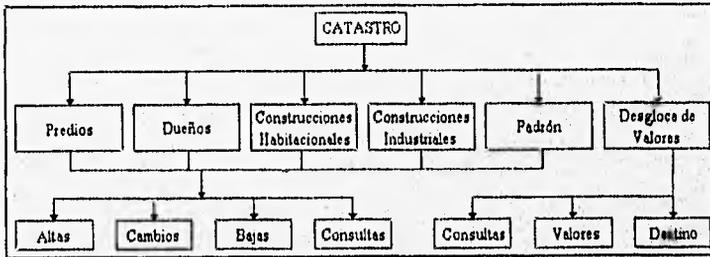 CATASTRO
Predios
Dueños
Construcciones
Habitacionales
Construcciones
Industriales
Padrón
Desgloce de
Valores
Altas
Cambios
Bajas
Consultas
Consultas
Valores
Destino